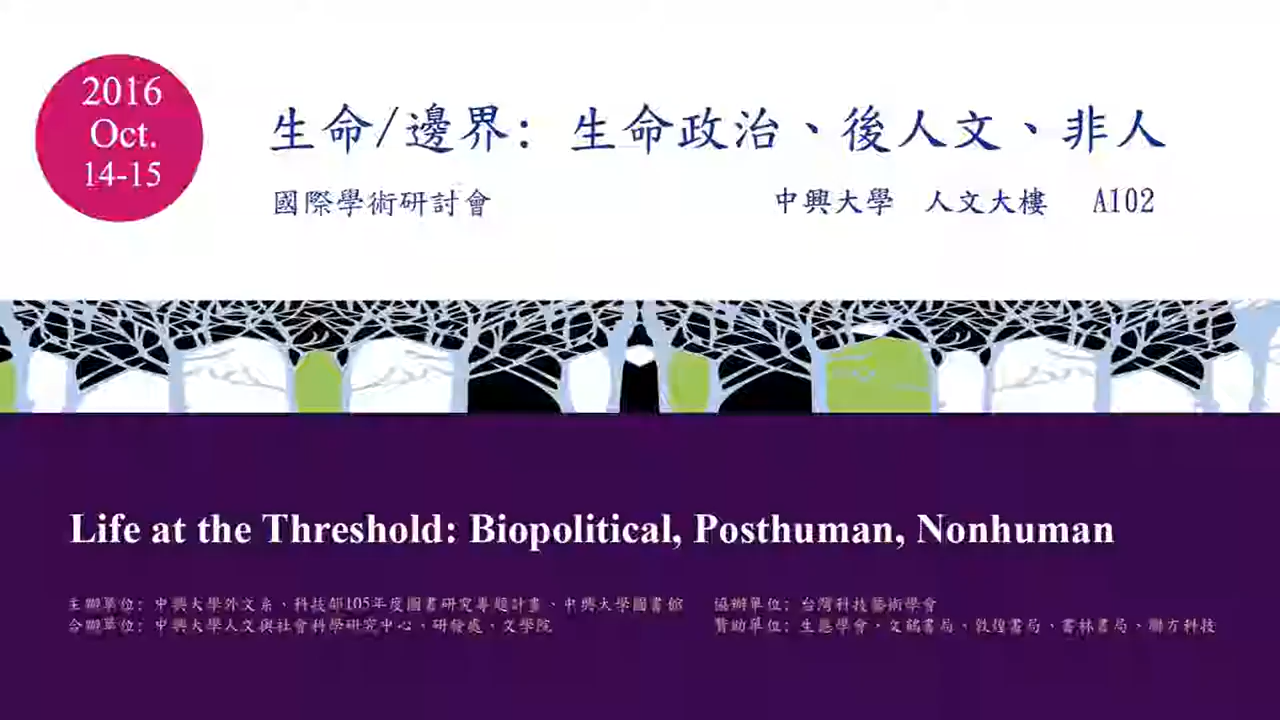 2016
Oct.
14-15
生命/邊界: 生命政治、後人文、非人
國際學術研討會
中興大學 人文大樓 A102
Life at the Threshold: Biopolitical, Posthuman, Nonhuman
主辦單位: 中興大學外文系、科技部105年度圖書研究專題計畫、中興大學圖書館
合辦單位: 中興大學人文與社會科學研究中心、研發處、文學院
協辦單位: 台灣科技藝術學會
贊助單位: 生態學會、文鶴書局、敦煌書局、書林書局、聯方科技